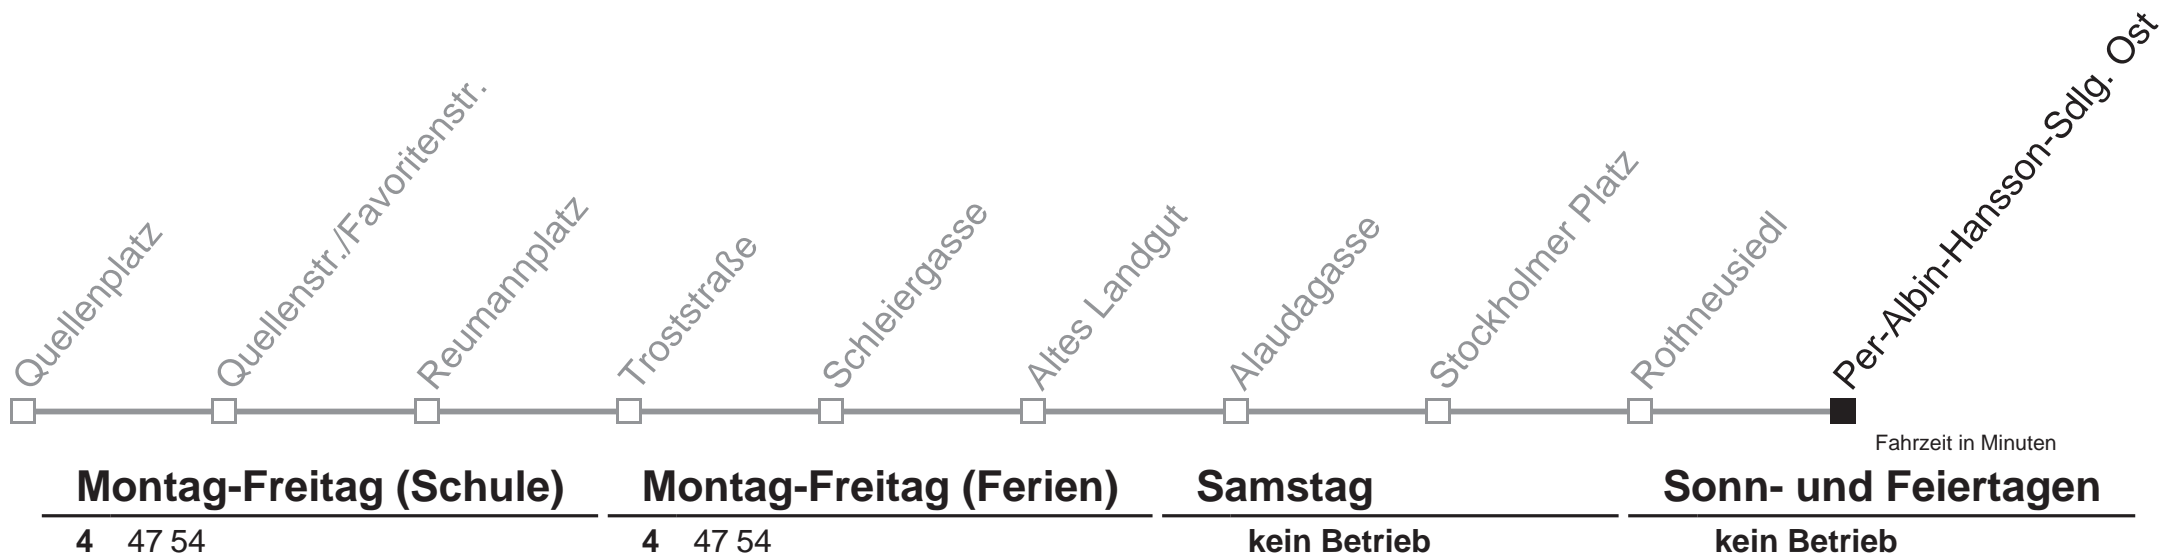 Quellenplatz
Quellenstr./Favoritenstr.
Reumannplatz
Troststraße
Schleiergasse
Altes Landgut
Alaudagasse
Stockholmer Platz
Rothneusiedl
Per-Albin-Hansson-Sdlg. Ost
Fahrzeit in Minuten
Montag-Freitag (Schule)
4 47 54
Montag-Freitag (Ferien)
4 47 54
Samstag
kein Betrieb
Sonn- und Feiertagen
kein Betrieb